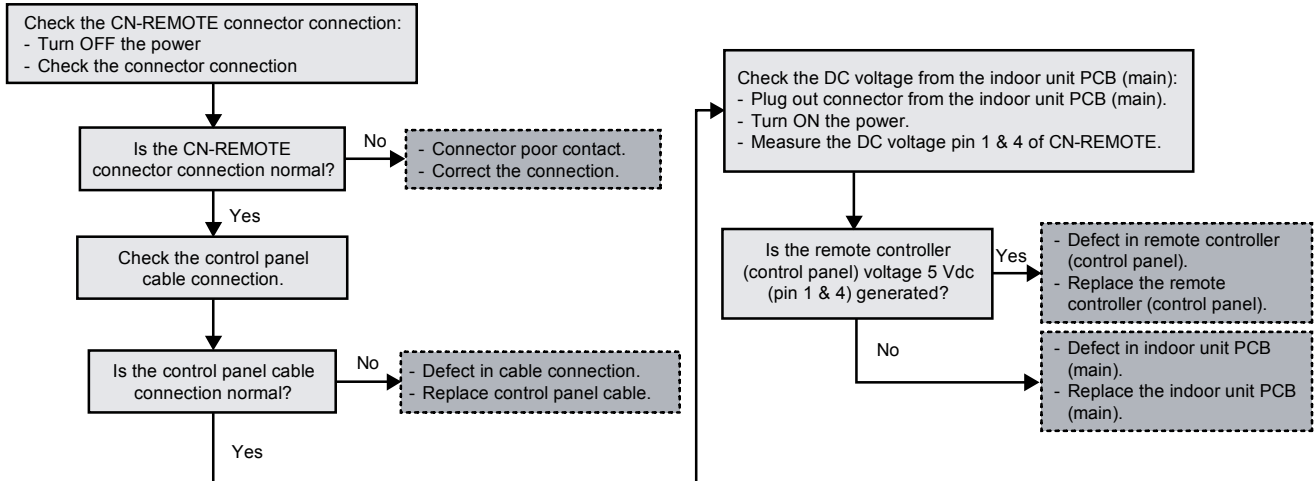 Check the CN-REMOTE connector connection:
- Turn OFF the power
- Check the connector connection
Is the CN-REMOTE
connector connection normal?
No
- Connector poor contact.
- Correct the connection.
Yes
Check the control panel
cable connection.
Is the control panel cable
connection normal?
No
- Defect in cable connection.
- Replace control panel cable.
Yes
Check the DC voltage from the indoor unit PCB (main):
- Plug out connector from the indoor unit PCB (main).
- Turn ON the power.
- Measure the DC voltage pin 1 & 4 of CN-REMOTE.
Is the remote controller
(control panel) voltage 5 Vdc
(pin 1 & 4) generated?
Yes
- Defect in remote controller
(control panel).
- Replace the remote
controller (control panel).
No
- Defect in indoor unit PCB
(main).
- Replace the indoor unit PCB
(main).